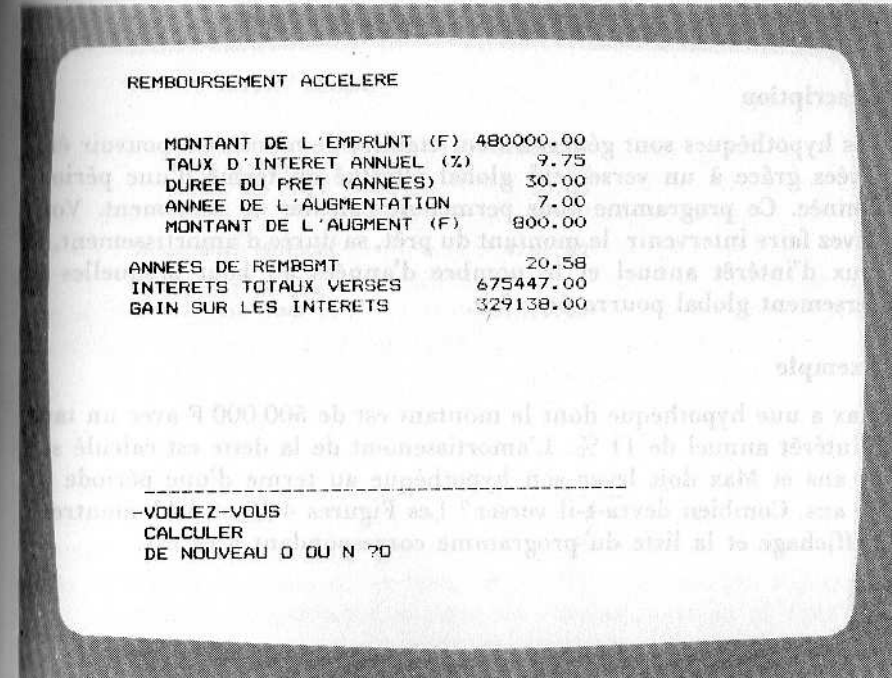 REMBOURSEMENT ACCELERE
MONTANT DE L'EMPRUNT (F) 480000.00
TAUX D'INTERET ANNUEL (%) 9.75
DUREE DU PRET (ANNEES) 30.00
ANNEE DE L'AUGMENTATION 7.00
MONTANT DE L'AUGMENT (F) 800.00
ANNEES DE REMBSMT 20.58
INTERETS TOTAUX VERSES 675447.00
GAIN SUR LES INTERETS 329138.00
-VOULEZ-VOUS
CALCULER
DE NOUVEAU O OU N ?O